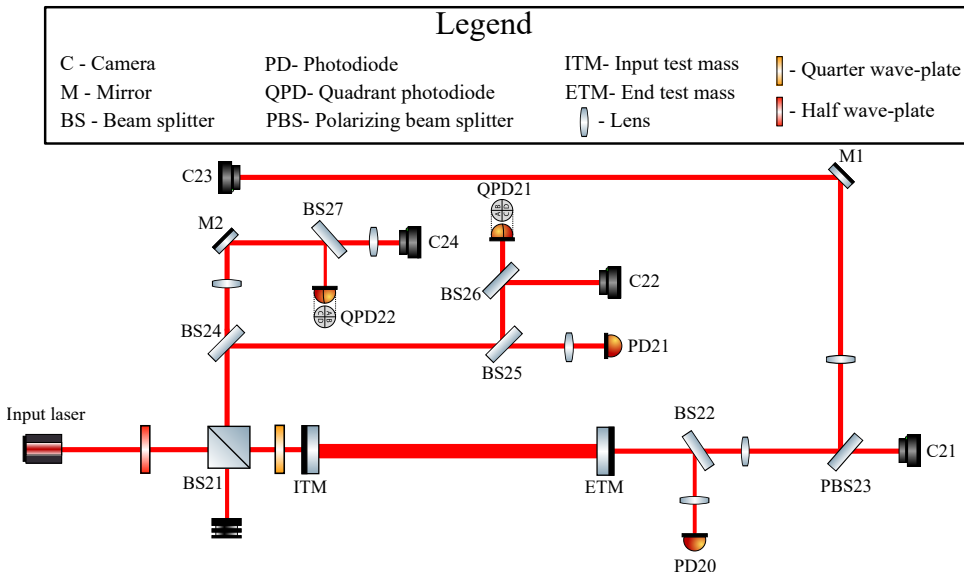 Legend
C - Camera
M - Mirror
BS - Beam splitter
PD- Photodiode
QPD- Quadrant photodiode
PBS- Polarizing beam splitter
ITM- Input test mass
ETM- End test mass
- Lens
- Quarter wave-plate
- Half wave-plate
M1
C23
QPD21
A B
C D
BS27
M2
C24
C22
BS26
QPD22
A B
C D
BS24
PD21
BS25
Input laser
BS22
C21
BS21
ITM
ETM
PBS23
PD20